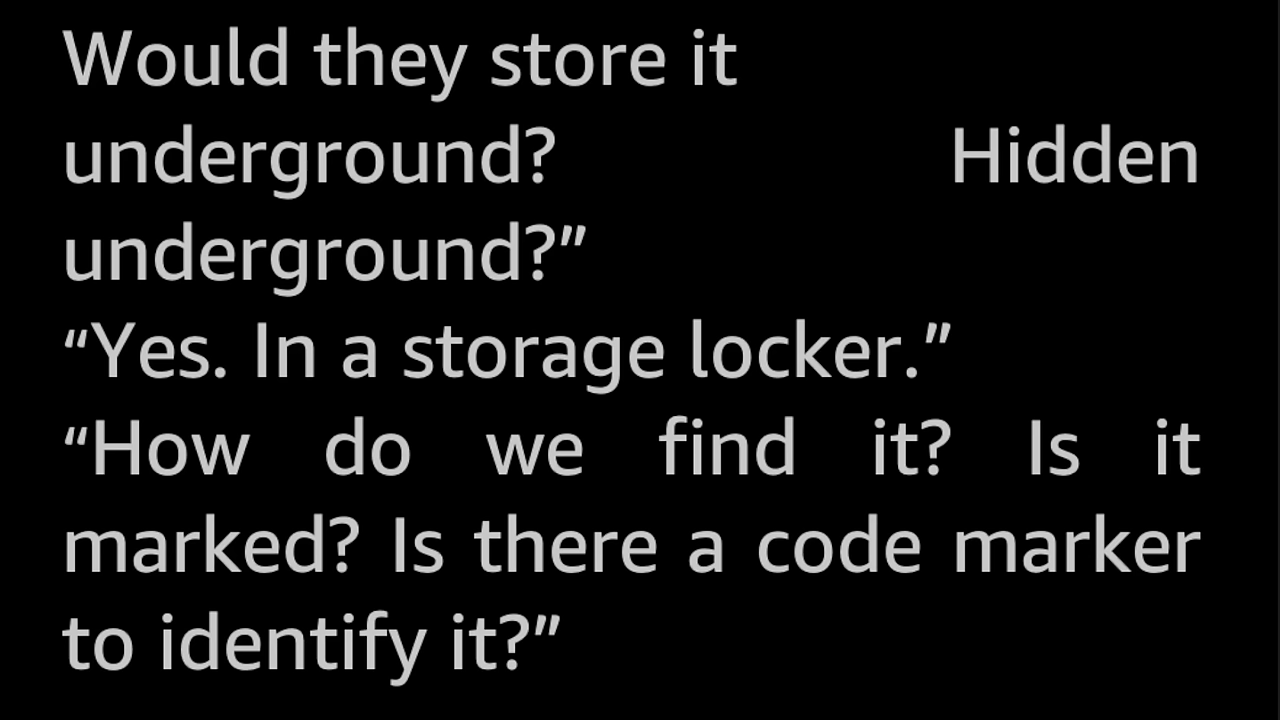 Would they store it
underground? Hidden
underground?”
“Yes. In a storage locker.”
“How do we find it? Is it
marked? Is there a code marker
to identify it?”